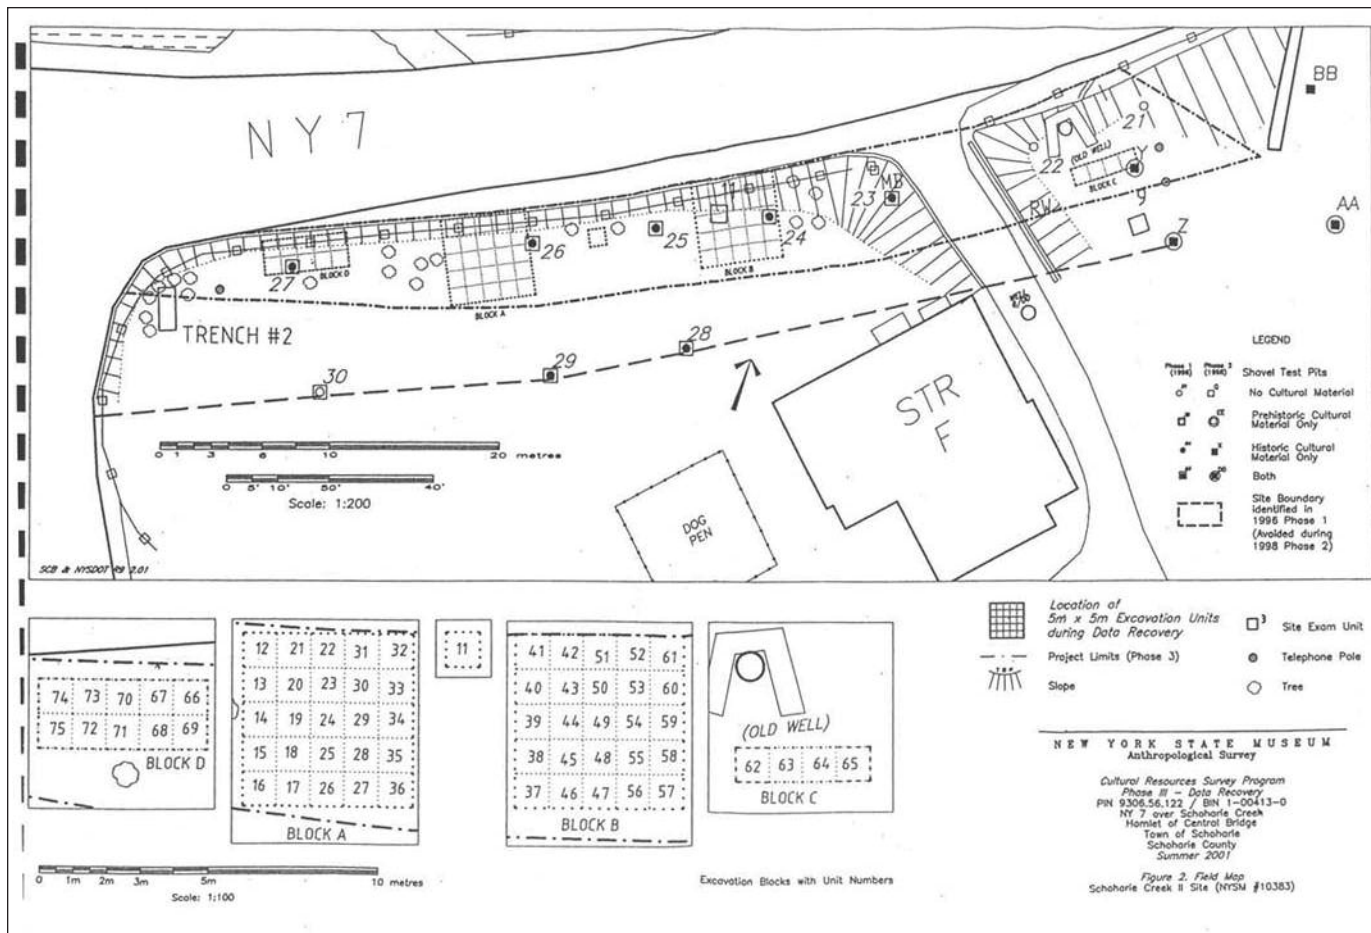 NY 7
BB
21
22
(OLD WELL)
BLOCK C
Y
9
RW
AA
Z
MB
23
11
24
25
26
27
BLOCK D
BLOCK B
BLOCK A
TRENCH #2
28
29
30
WELL
STR
F
DOG
PEN
0 1 3 6 10 20 metres
0 5' 10' 50' 40'
Scale: 1:200
SCB & NYSDOT R9 2.01
LEGEND
Phase 1 Phase 3 Shovel Test Pits
(1996) (1998)
No Cultural Material
Prehistoric Cultural
Material Only
Historic Cultural
Material Only
Both
Site Boundary
identified in
1996 Phase 1
(Avoided during
1998 Phase 2)
Location of
5m x 5m Excavation Units
during Data Recovery
3 Site Exam Unit
Project Limits (Phase 3)
Telephone Pole
Slope
Tree
74 73 70 67 66
75 72 71 68 69
BLOCK D
12 21 22 31 32
13 20 23 30 33
14 19 24 29 34
15 18 25 28 35
16 17 26 27 36
BLOCK A
11
41 42 51 52 61
40 43 50 53 60
39 44 49 54 59
38 45 48 55 58
37 46 47 56 57
BLOCK B
(OLD WELL)
62 63 64 65
BLOCK C
0 1m 2m 3m 5m 10 metres
Scale: 1:100
Excavation Blocks with Unit Numbers
NEW YORK STATE MUSEUM
Anthropological Survey
Cultural Resources Survey Program
Phase III – Data Recovery
PIN 9306.56.122 / BIN 1-00413-0
NY 7 over Schoharie Creek
Hamlet of Central Bridge
Town of Schoharie
Schoharie County
Summer 2001
Figure 2. Field Map
Schoharie Creek II Site (NYSM #10383)